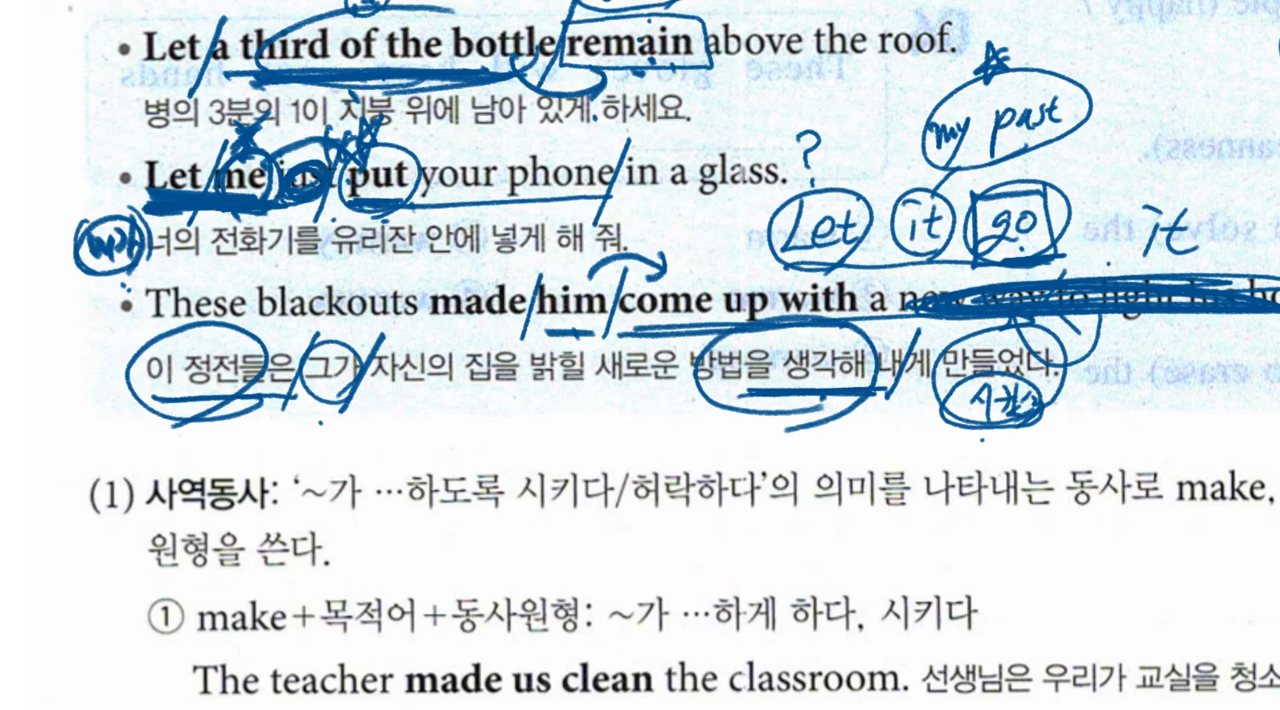 • Let a third of the bottle remain above the roof.
병의 3분의 1이 지붕 위에 남아 있게 하세요.
my past
• Let me just put your phone in a glass. ?
너의 전화기를 유리잔 안에 넣게 해 줘.
Let it go it
• These blackouts made him come up with a new way to light his
이 정전들은 그가 자신의 집을 밝힐 새로운 방법을 생각해 내게 만들었다.
(1) 사역동사: ‘~가 …하도록 시키다/허락하다’의 의미를 나타내는 동사로 make,
원형을 쓴다.
① make+목적어+동사원형: ~가 …하게 하다, 시키다
The teacher made us clean the classroom. 선생님은 우리가 교실을 청소